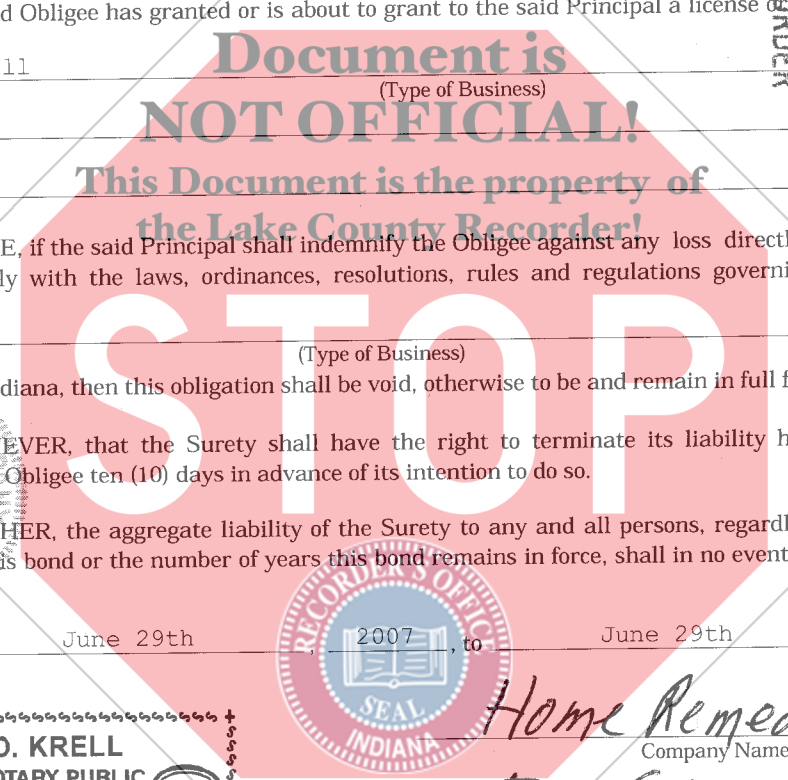 d Obligee has granted or is about to grant to the said Principal a license o
RDER
Document is
11
(Type of Business)
NOT OFFICIAL!
This Document is the property of
the Lake County Recorder!
E, if the said Principal shall indemnify the Obligee against any loss directl
ly with the laws, ordinances, resolutions, rules and regulations governi
STOP
(Type of Business)
diana, then this obligation shall be void, otherwise to be and remain in full f
EVER, that the Surety shall have the right to terminate its liability h
Obligee ten (10) days in advance of its intention to do so.
HER, the aggregate liability of the Surety to any and all persons, regardl
is bond or the number of years this bond remains in force, shall in no event
RECORDER'S OFFICE
June 29th, 2007, to June 29th
SEAL
INDIANA
Home Remed
Company Name
O. KRELL
OTARY PUBLIC